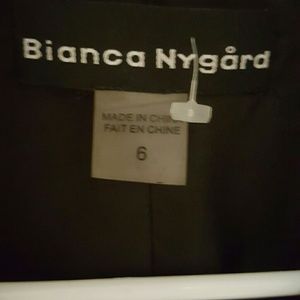 Bianca Nygård
MADE IN CHINA
FAIT EN CHINE
6